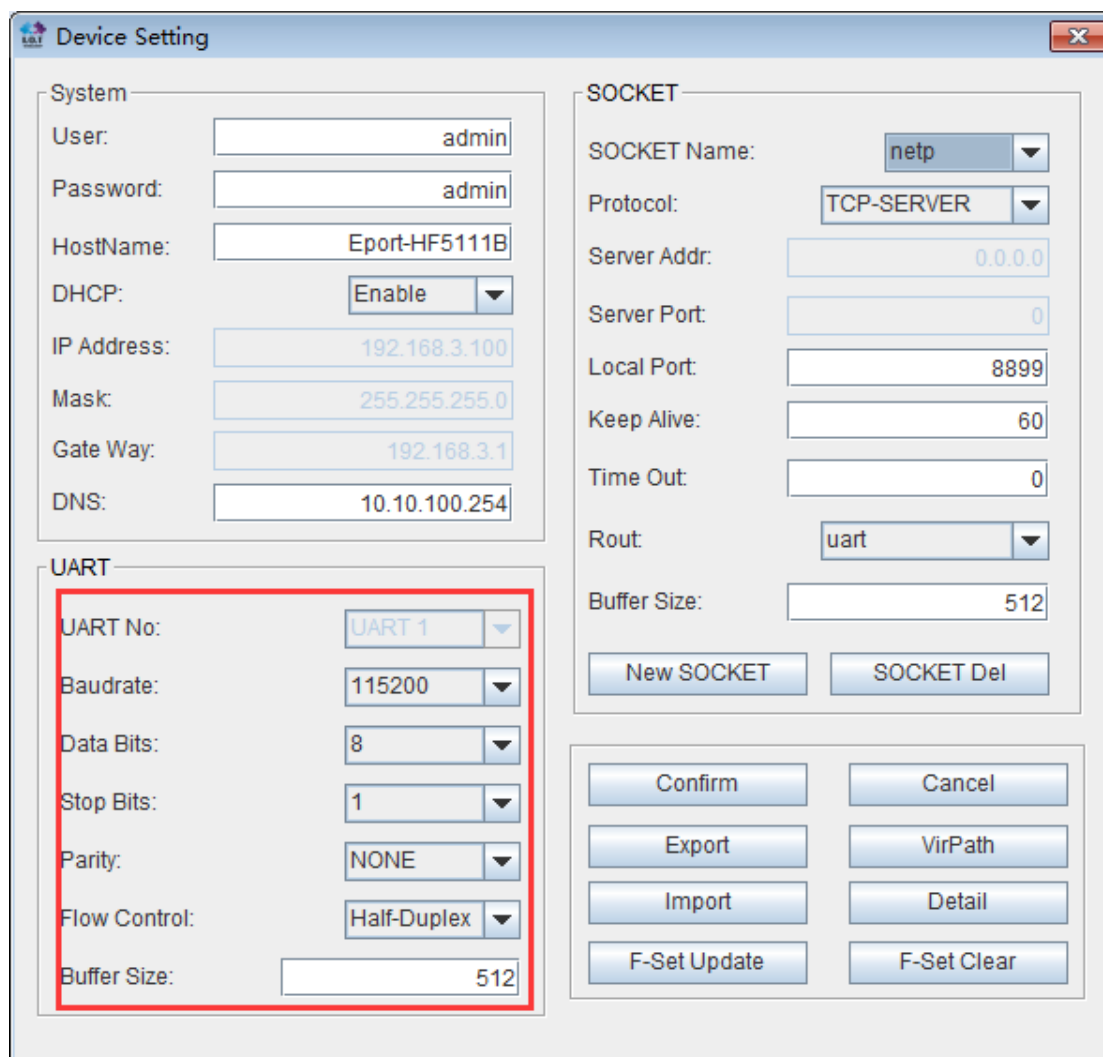 Device Setting
System
User: admin
Password: admin
HostName: Eport-HF5111B
DHCP: Enable
IP Address: 192.168.3.100
Mask: 255.255.255.0
Gate Way: 192.168.3.1
DNS: 10.10.100.254
UART
UART No: UART 1
Baudrate: 115200
Data Bits: 8
Stop Bits: 1
Parity: NONE
Flow Control: Half-Duplex
Buffer Size: 512
SOCKET
SOCKET Name: netp
Protocol: TCP-SERVER
Server Addr: 0.0.0.0
Server Port: 0
Local Port: 8899
Keep Alive: 60
Time Out: 0
Rout: uart
Buffer Size: 512
New SOCKET SOCKET Del
Confirm Cancel
Export VirPath
Import Detail
F-Set Update F-Set Clear